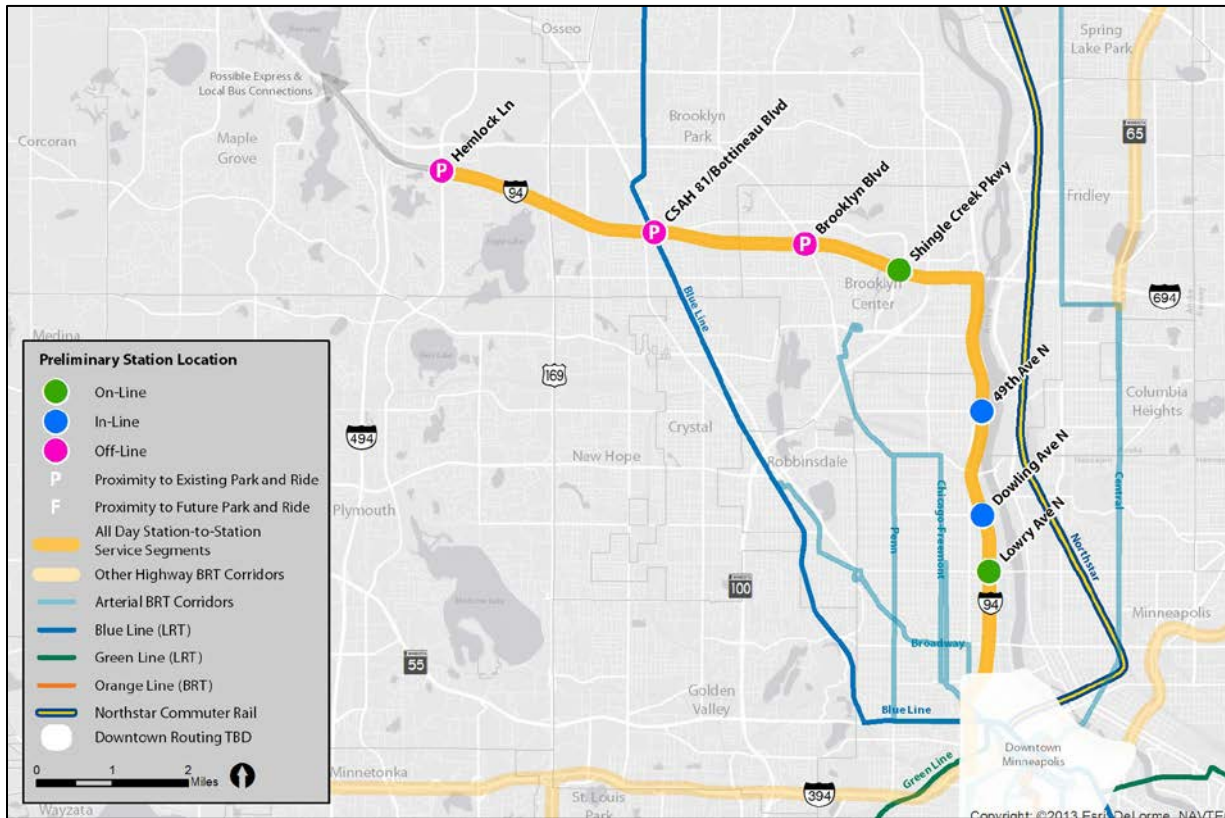 Osseo
Spring
Lake Park
Possible Express &
Local Bus Connections
Corcoran
Maple
Grove
Hemlock Ln
P
94
Brooklyn
Park
CSAH 81/Bottineau Blvd
P
Brooklyn Blvd
P
Shingle Creek Pkwy
65
Fridley
Brooklyn
Center
694
Blue Line
Medina
169
494
Crystal
New Hope
Robbinsdale
Plymouth
49th Ave N
Columbia
Heights
Dowling Ave N
Lowry Ave N
Chicago-Freemont
Penn
Central
Northstar
100
94
Minneapolis
Broadway
55
Golden
Valley
Blue Line
Downtown
Minneapolis
Green Line
Minnetonka
St. Louis
Park
394
Wayzata
Preliminary Station Location
On-Line
In-Line
Off-Line
P Proximity to Existing Park and Ride
F Proximity to Future Park and Ride
All Day Station-to-Station
Service Segments
Other Highway BRT Corridors
Arterial BRT Corridors
Blue Line (LRT)
Green Line (LRT)
Orange Line (BRT)
Northstar Commuter Rail
Downtown Routing TBD
0 1 2
Miles
Copyright: ©2013 Esri, DeLorme, NAVTE